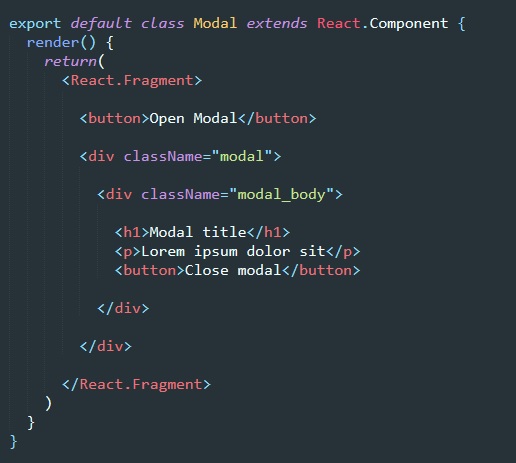 export default class Modal extends React.Component {
render() {
return(
<React.Fragment>
<button>Open Modal</button>
<div className="modal">
<div className="modal_body">
<h1>Modal title</h1>
<p>Lorem ipsum dolor sit</p>
<button>Close modal</button>
</div>
</div>
</React.Fragment>
)
}
}